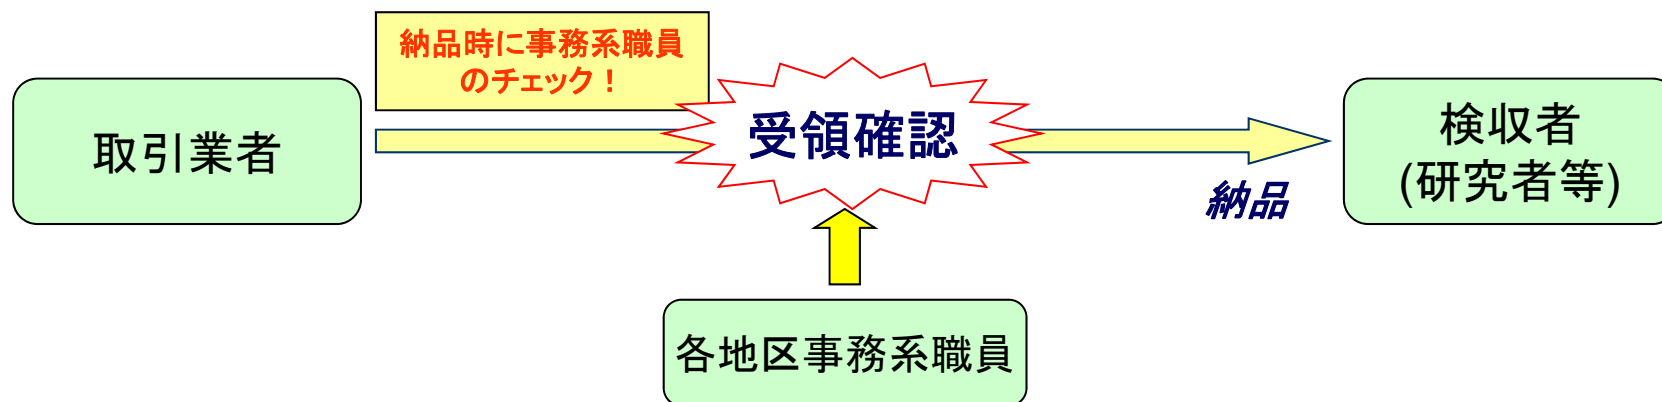 納品時に事務系職員
のチェック!
取引業者
受領確認
検収者
(研究者等)
納品
各地区事務系職員